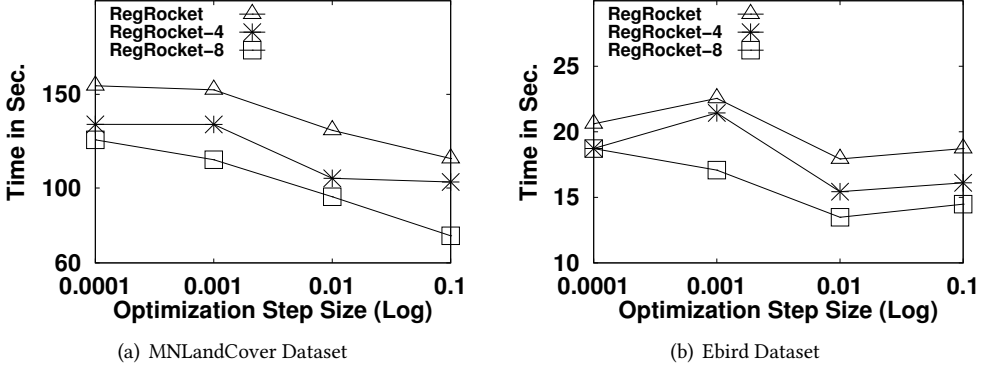 RegRocket
RegRocket-4
RegRocket-8
150
100
60
Time in Sec.
0.0001 0.001 0.01 0.1
Optimization Step Size (Log)
(a) MNLandCover Dataset
RegRocket
RegRocket-4
RegRocket-8
25
20
15
10
Time in Sec.
0.0001 0.001 0.01 0.1
Optimization Step Size (Log)
(b) Ebird Dataset